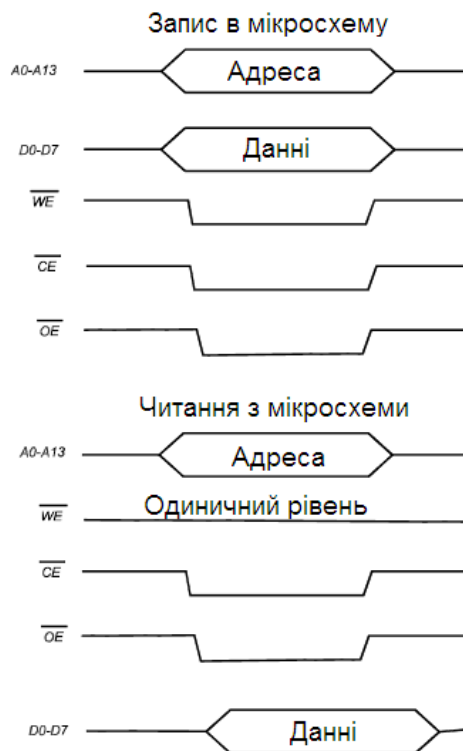 Запис в мікросхему
A0-A13
Адреса
D0-D7
Данні
WE
CE
OE
Читання з мікросхеми
A0-A13
Адреса
WE
Одиничний рівень
CE
OE
D0-D7
Данні